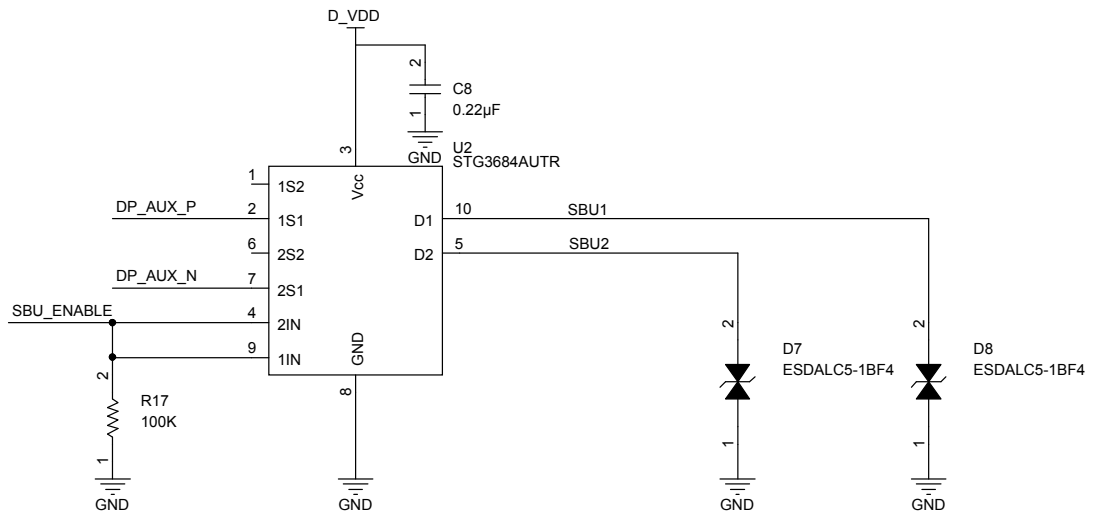 D_VDD
2
C8
0.22µF
1
GND
U2
STG3684AUTR
3
Vcc
1
1S2
DP_AUX_P
2
1S1
D1
10
SBU1
6
2S2
D2
5
SBU2
DP_AUX_N
7
2S1
SBU_ENABLE
4
2IN
9
1IN
GND
8
2
R17
100K
1
GND
GND
2
D7
ESDALC5-1BF4
1
GND
2
D8
ESDALC5-1BF4
1
GND